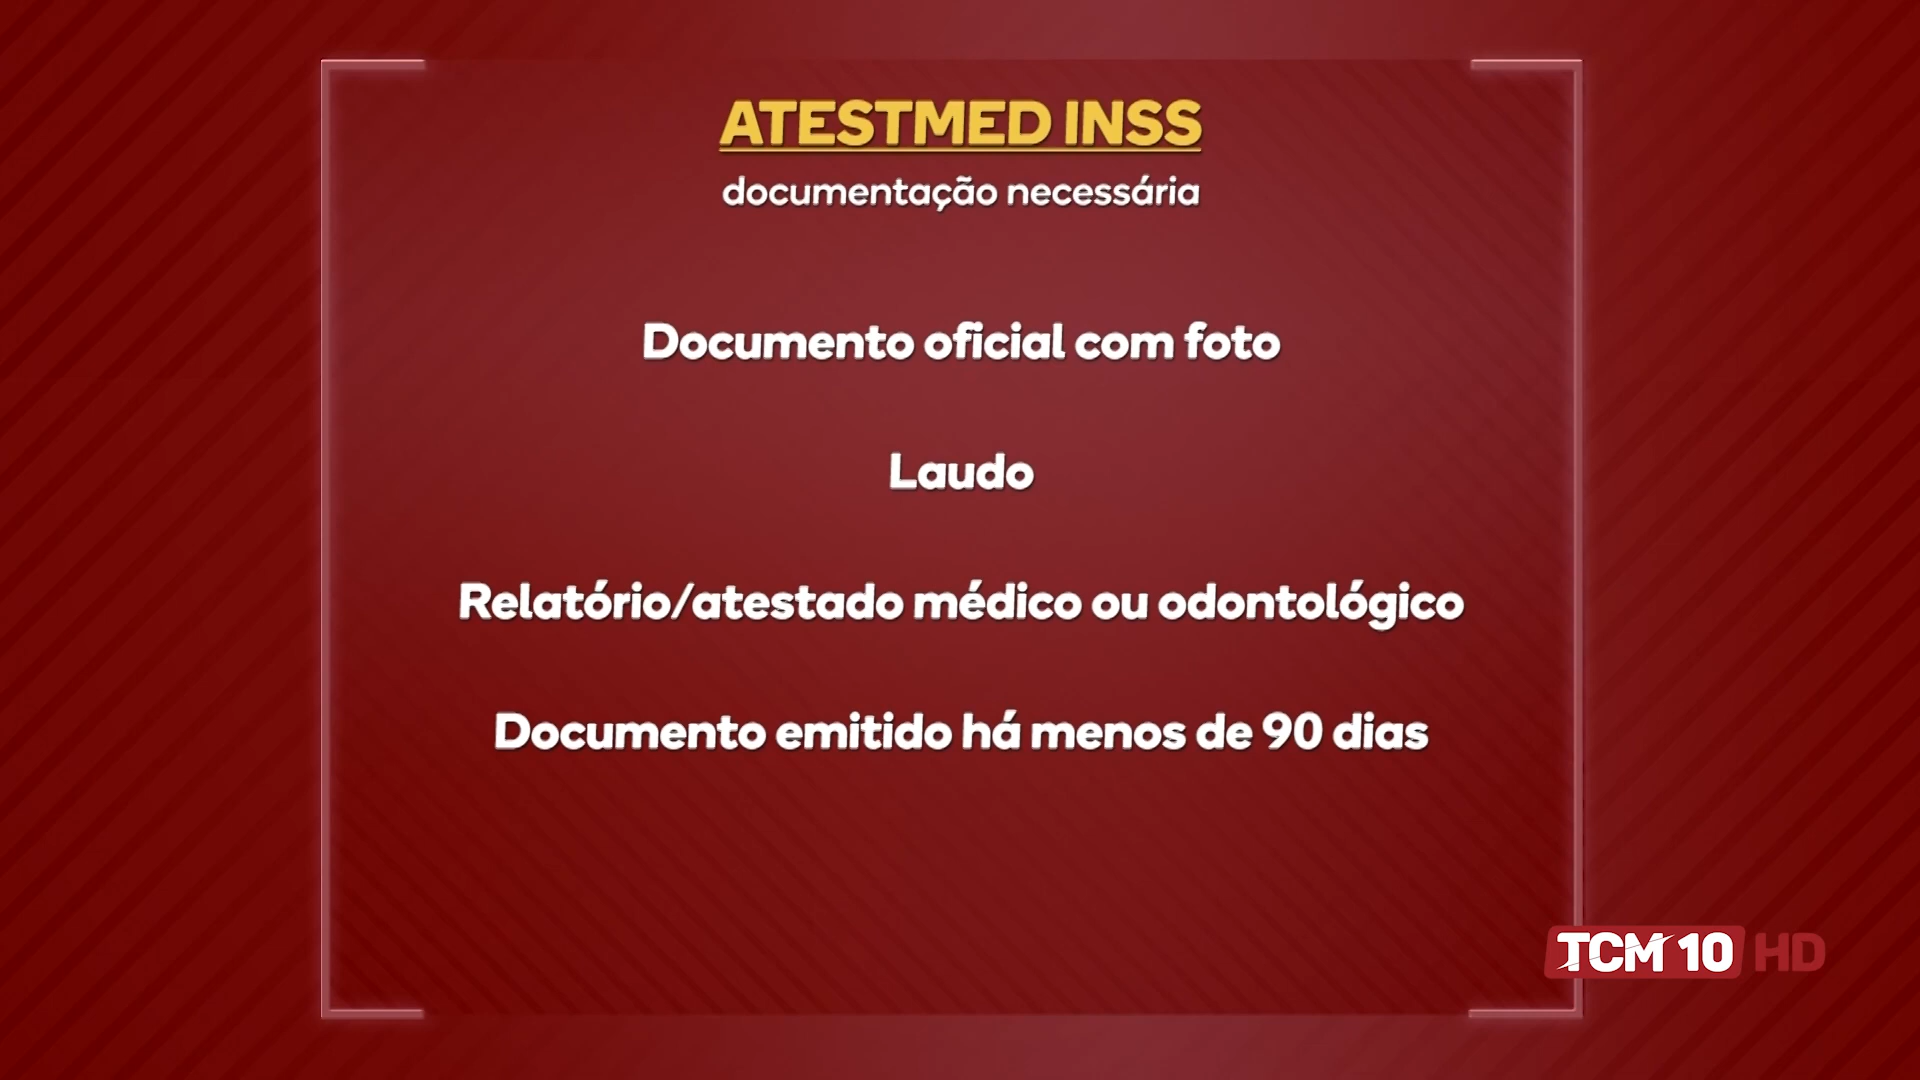 ATESTMED INSS
documentação necessária
Documento oficial com foto
Laudo
Relatório/atestado médico ou odontológico
Documento emitido há menos de 90 dias
TCM 10 HD